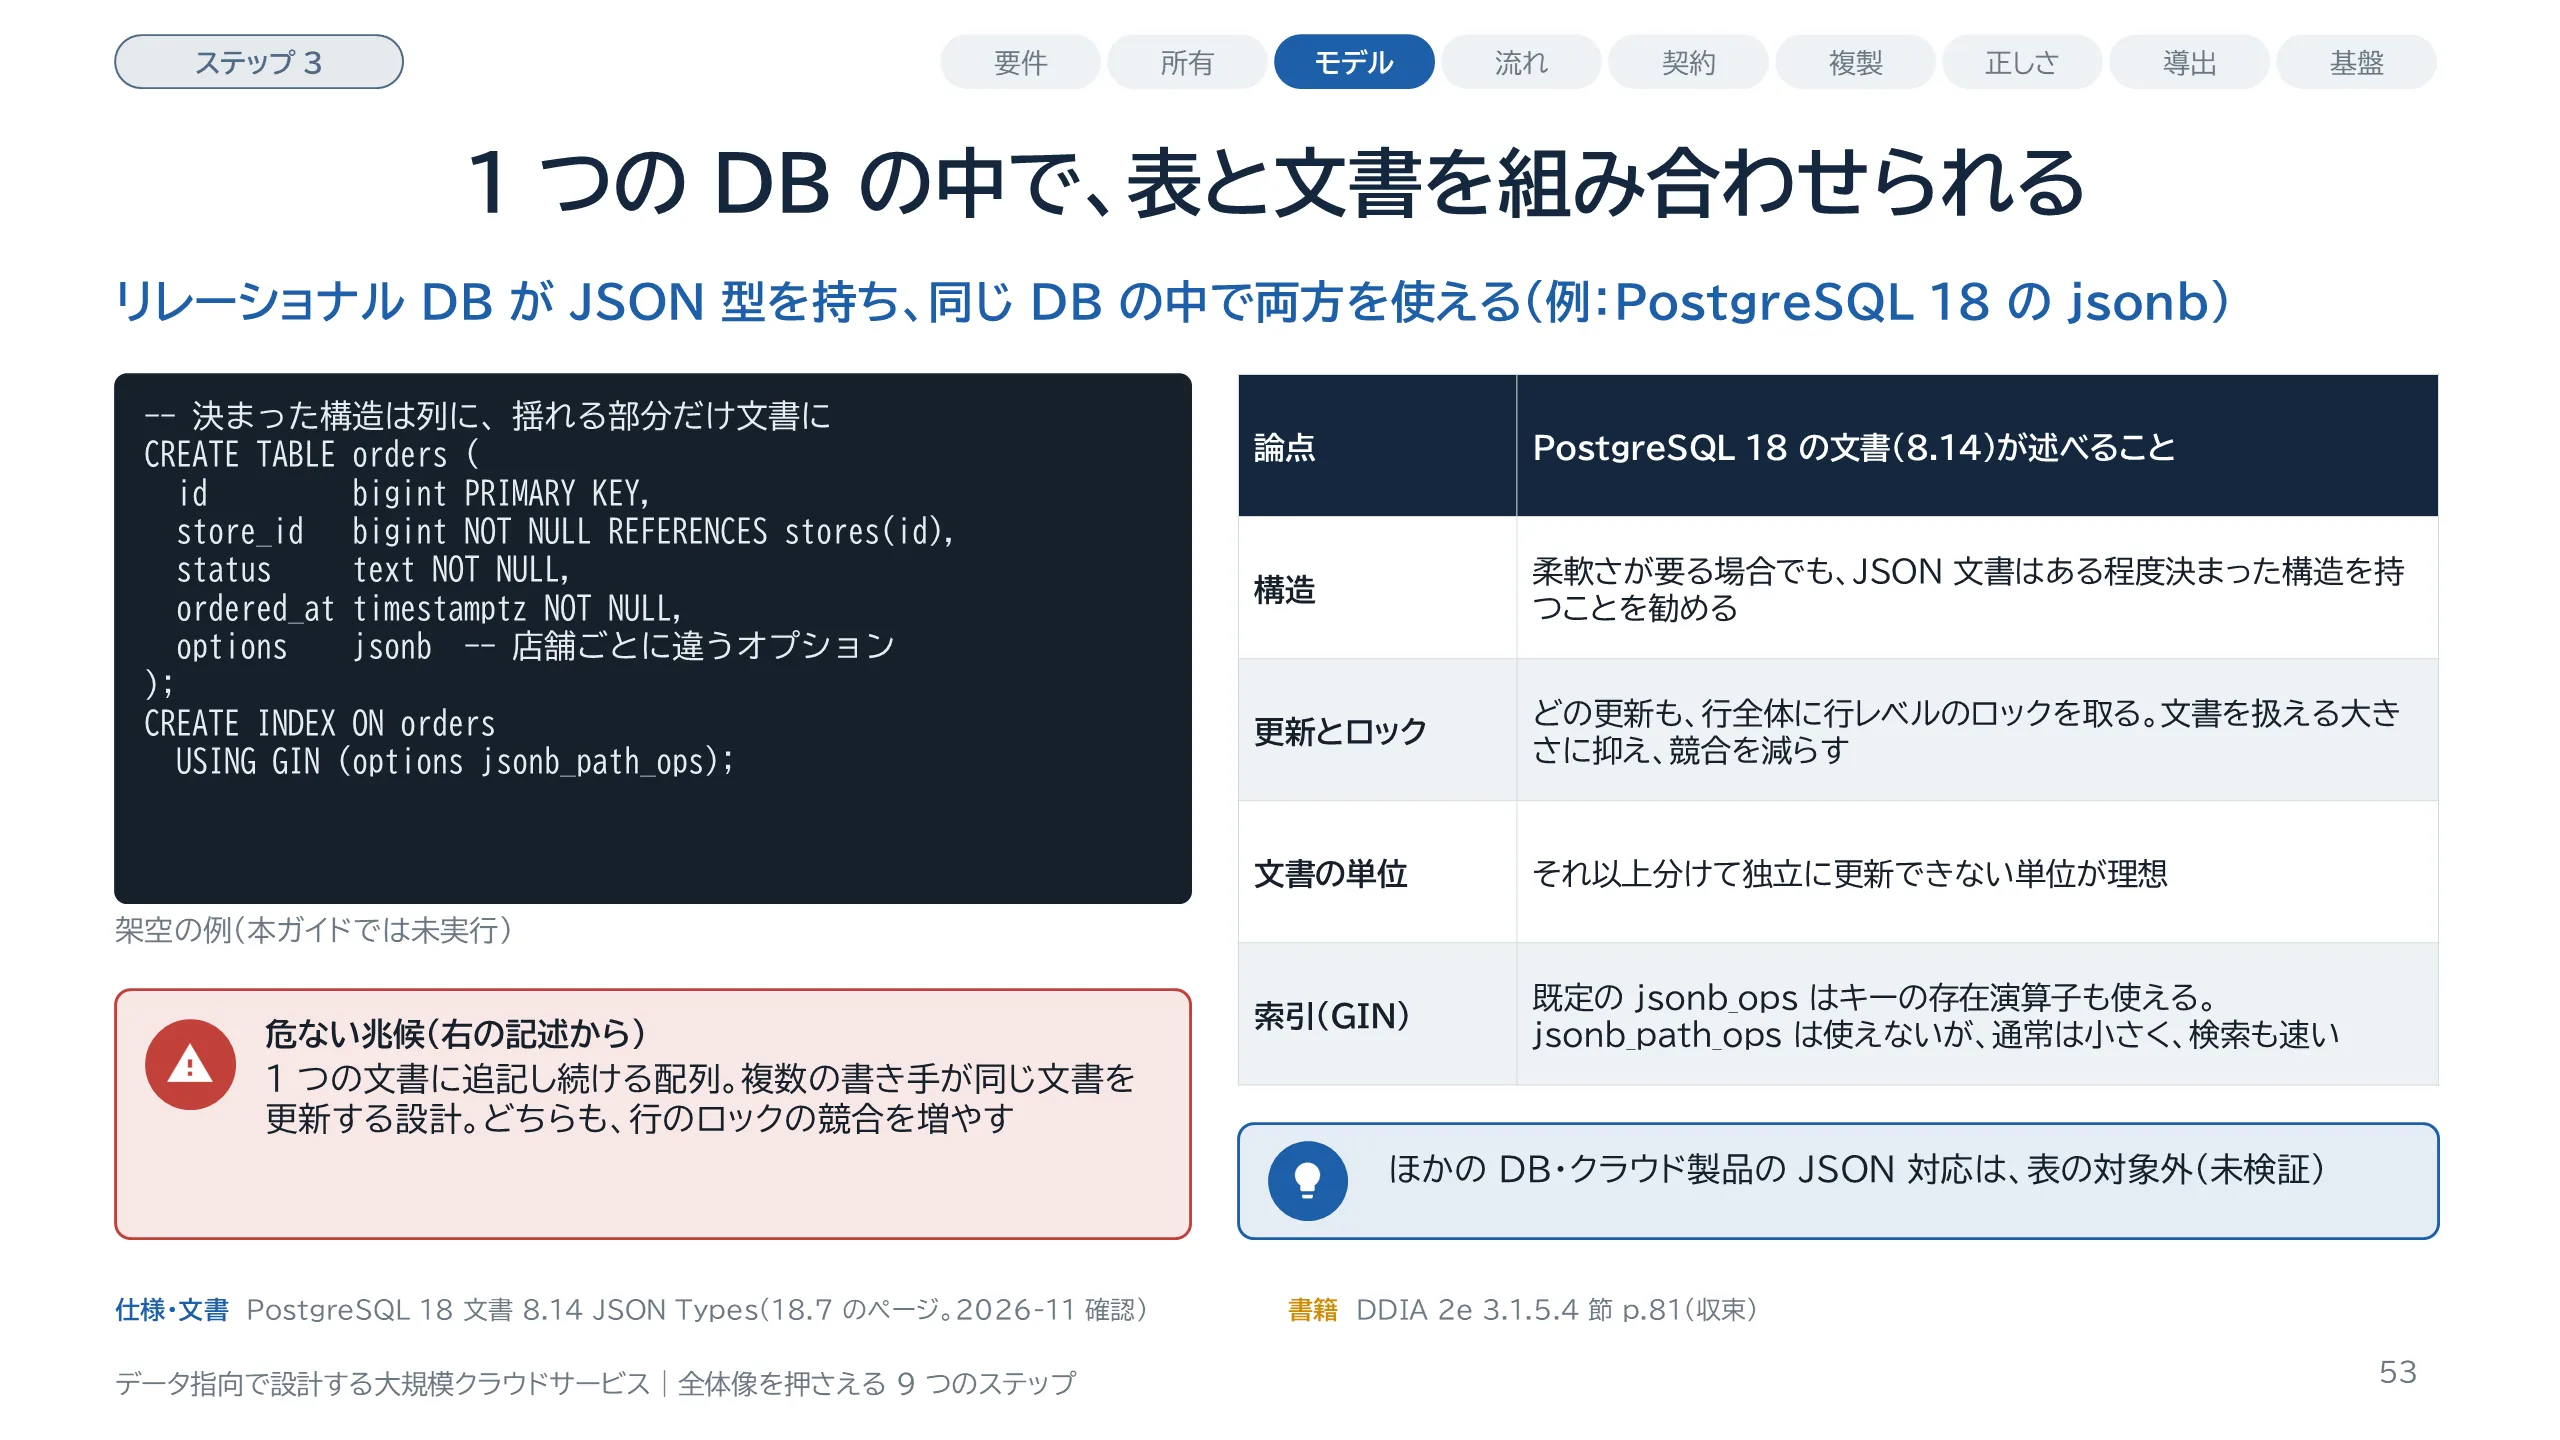 ステップ 3
要件
所有
モデル
流れ
契約
複製
正しさ
導出
基盤
1 つの DB の中で、表と文書を組み合わせられる
リレーショナル DB が JSON 型を持ち、同じ DB の中で両方を使える（例：PostgreSQL 18 の jsonb）
-- 決まった構造は列に、揺れる部分だけ文書に
CREATE TABLE orders (
  id         bigint PRIMARY KEY,
  store_id   bigint NOT NULL REFERENCES stores(id),
  status     text NOT NULL,
  ordered_at timestamptz NOT NULL,
  options    jsonb  -- 店舗ごとに違うオプション
);
CREATE INDEX ON orders
  USING GIN (options jsonb_path_ops);
架空の例（本ガイドでは未実行）
危ない兆候（右の記述から）
1 つの文書に追記し続ける配列。複数の書き手が同じ文書を
更新する設計。どちらも、行のロックの競合を増やす
論点
PostgreSQL 18 の文書（8.14）が述べること
構造
柔軟さが要る場合でも、JSON 文書はある程度決まった構造を持
つことを勧める
更新とロック
どの更新も、行全体に行レベルのロックを取る。文書を扱える大き
さに抑え、競合を減らす
文書の単位
それ以上分けて独立に更新できない単位が理想
索引（GIN）
既定の jsonb_ops はキーの存在演算子も使える。
jsonb_path_ops は使えないが、通常は小さく、検索も速い
ほかの DB・クラウド製品の JSON 対応は、表の対象外（未検証）
仕様・文書 PostgreSQL 18 文書 8.14 JSON Types（18.7 のページ。2026-11 確認）
書籍 DDIA 2e 3.1.5.4 節 p.81（収束）
データ指向で設計する大規模クラウドサービス｜全体像を押さえる 9 つのステップ
53